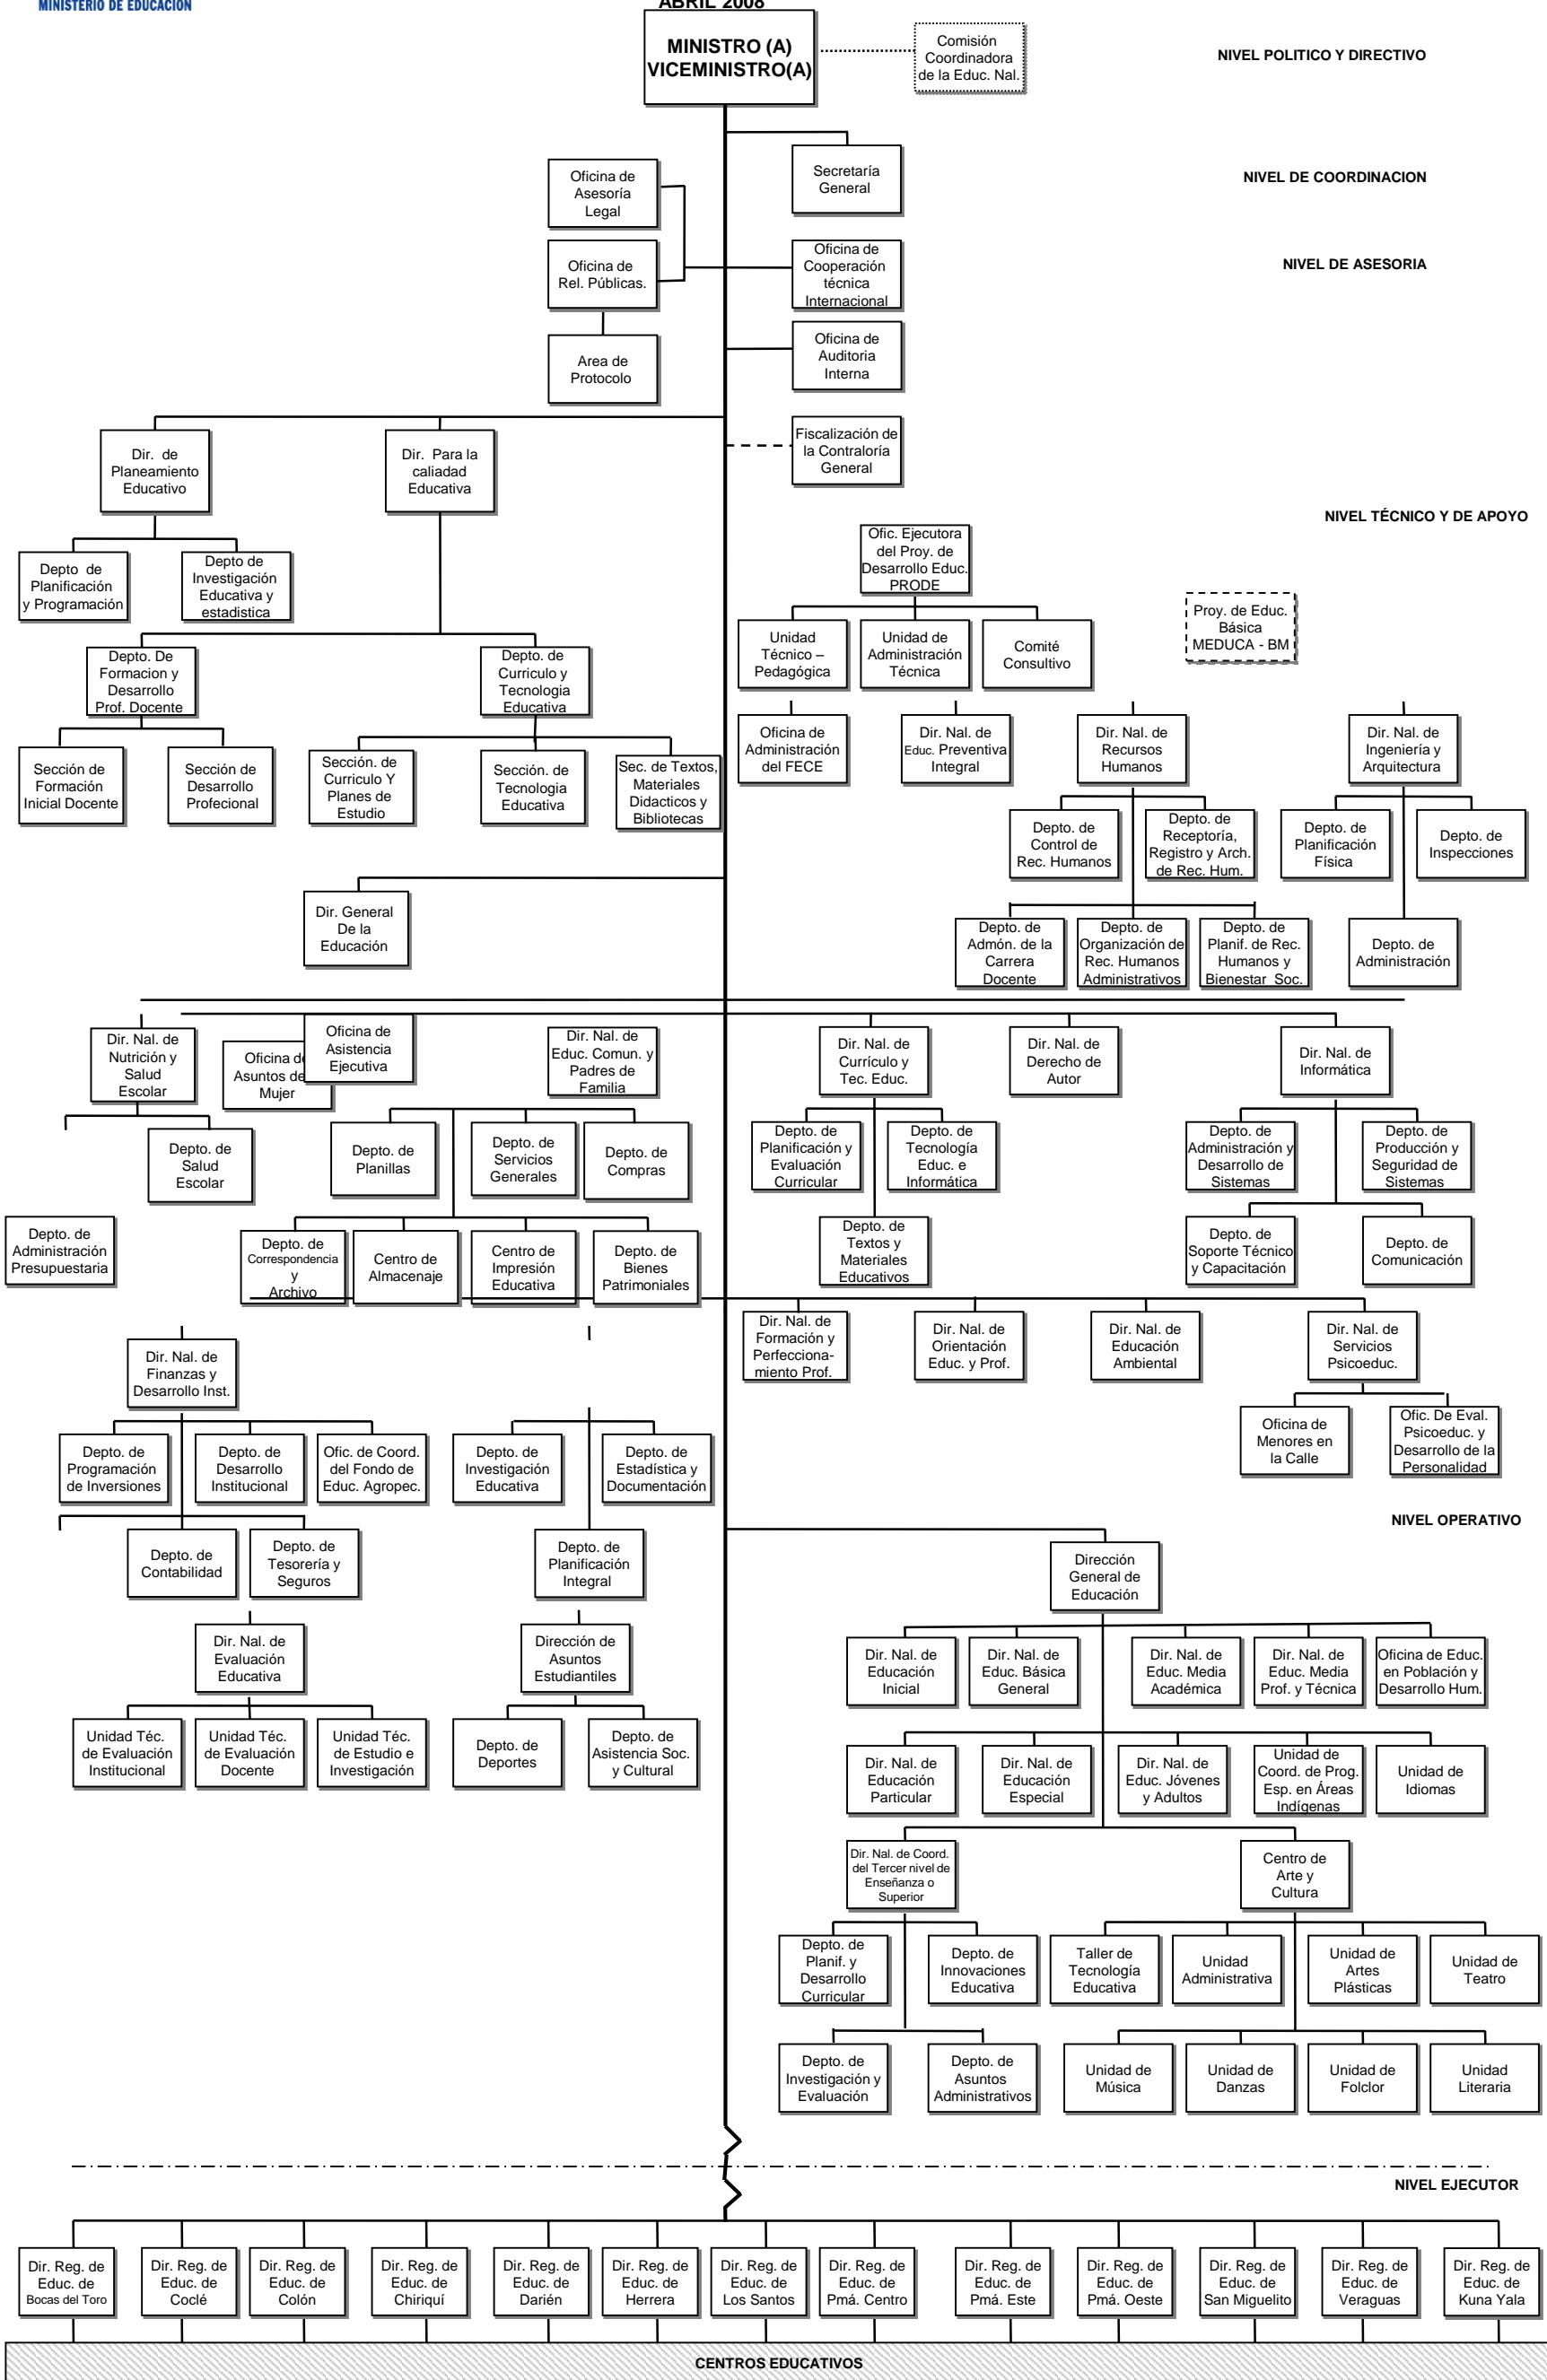 MINISTERIO DE EDUCACIÓN
ABRIL 2008
MINISTRO (A)
VICEMINISTRO(A)
Comisión
Coordinadora
de la Educ. Nal.
NIVEL POLITICO Y DIRECTIVO
Secretaría
General
NIVEL DE COORDINACION
Oficina de
Asesoría
Legal
Oficina de
Rel. Públicas.
Oficina de
Cooperación
técnica
Internacional
NIVEL DE ASESORIA
Area de
Protocolo
Oficina de
Auditoria
Interna
Fiscalización de
la Contraloría
General
Dir. de
Planeamiento
Educativo
Dir. Para la
caliadad
Educativa
NIVEL TÉCNICO Y DE APOYO
Depto de
Planificación
y Programación
Depto de
Investigación
Educativa y
estadistica
Ofic. Ejecutora
del Proy. de
Desarrollo Educ.
PRODE
Proy. de Educ.
Básica
MEDUCA - BM
Unidad
Técnico –
Pedagógica
Unidad de
Administración
Técnica
Comité
Consultivo
Depto. De
Formacion y
Desarrollo
Prof. Docente
Depto. de
Curriculo y
Tecnologia
Educativa
Oficina de
Administración
del FECE
Dir. Nal. de
Educ. Preventiva
Integral
Dir. Nal. de
Recursos
Humanos
Dir. Nal. de
Ingeniería y
Arquitectura
Sección de
Formación
Inicial Docente
Sección de
Desarrollo
Profecional
Sección. de
Curriculo Y
Planes de
Estudio
Sección. de
Tecnologia
Educativa
Sec. de Textos,
Materiales
Didacticos y
Bibliotecas
Depto. de
Control de
Rec. Humanos
Depto. de
Receptoría,
Registro y Arch.
de Rec. Hum.
Depto. de
Planificación
Física
Depto. de
Inspecciones
Dir. General
De la
Educación
Depto. de
Admón. de la
Carrera
Docente
Depto. de
Organización de
Rec. Humanos
Administrativos
Depto. de
Planif. de Rec.
Humanos y
Bienestar Soc.
Depto. de
Administración
Dir. Nal. de
Nutrición y
Salud
Escolar
Oficina de
Asuntos de
Mujer
Oficina de
Asistencia
Ejecutiva
Dir. Nal. de
Educ. Comun. y
Padres de
Familia
Dir. Nal. de
Currículo y
Tec. Educ.
Dir. Nal. de
Derecho de
Autor
Dir. Nal. de
Informática
Depto. de
Salud
Escolar
Depto. de
Planillas
Depto. de
Servicios
Generales
Depto. de
Compras
Depto. de
Planificación y
Evaluación
Curricular
Depto. de
Tecnología
Educ. e
Informática
Depto. de
Administración y
Desarrollo de
Sistemas
Depto. de
Producción y
Seguridad de
Sistemas
Depto. de
Administración
Presupuestaria
Depto. de
Correspondencia
y
Archivo
Centro de
Almacenaje
Centro de
Impresión
Educativa
Depto. de
Bienes
Patrimoniales
Depto. de
Textos y
Materiales
Educativos
Depto. de
Soporte Técnico
y Capacitación
Depto. de
Comunicación
Dir. Nal. de
Formación y
Perfecciona-
miento Prof.
Dir. Nal. de
Orientación
Educ. y Prof.
Dir. Nal. de
Educación
Ambiental
Dir. Nal. de
Servicios
Psicoeduc.
Dir. Nal. de
Finanzas y
Desarrollo Inst.
Oficina de
Menores en
la Calle
Ofic. De Eval.
Psicoeduc. y
Desarrollo de la
Personalidad
Depto. de
Programación
de Inversiones
Depto. de
Desarrollo
Institucional
Ofic. de Coord.
del Fondo de
Educ. Agropec.
Depto. de
Investigación
Educativa
Depto. de
Estadística y
Documentación
NIVEL OPERATIVO
Depto. de
Contabilidad
Depto. de
Tesorería y
Seguros
Depto. de
Planificación
Integral
Dirección
General de
Educación
Dir. Nal. de
Evaluación
Educativa
Dirección de
Asuntos
Estudiantiles
Dir. Nal. de
Educación
Inicial
Dir. Nal. de
Educ. Básica
General
Dir. Nal. de
Educ. Media
Académica
Dir. Nal. de
Educ. Media
Prof. y Técnica
Oficina de Educ.
en Población y
Desarrollo Hum.
Unidad Téc.
de Evaluación
Institucional
Unidad Téc.
de Evaluación
Docente
Unidad Téc.
de Estudio e
Investigación
Depto. de
Deportes
Depto. de
Asistencia Soc.
y Cultural
Dir. Nal. de
Educación
Particular
Dir. Nal. de
Educación
Especial
Dir. Nal. de
Educ. Jóvenes
y Adultos
Unidad de
Coord. de Prog.
Esp. en Áreas
Indígenas
Unidad de
Idiomas
Dir. Nal. de Coord.
del Tercer nivel de
Enseñanza o
Superior
Centro de
Arte y
Cultura
Depto. de
Planif. y
Desarrollo
Curricular
Depto. de
Innovaciones
Educativa
Taller de
Tecnología
Educativa
Unidad
Administrativa
Unidad de
Artes
Plásticas
Unidad de
Teatro
Depto. de
Investigación y
Evaluación
Depto. de
Asuntos
Administrativos
Unidad de
Música
Unidad de
Danzas
Unidad de
Folclor
Unidad
Literaria
NIVEL EJECUTOR
Dir. Reg. de
Educ. de
Bocas del Toro
Dir. Reg. de
Educ. de
Coclé
Dir. Reg. de
Educ. de
Colón
Dir. Reg. de
Educ. de
Chiriquí
Dir. Reg. de
Educ. de
Darién
Dir. Reg. de
Educ. de
Herrera
Dir. Reg. de
Educ. de
Los Santos
Dir. Reg. de
Educ. de
Pmá. Centro
Dir. Reg. de
Educ. de
Pmá. Este
Dir. Reg. de
Educ. de
Pmá. Oeste
Dir. Reg. de
Educ. de
San Miguelito
Dir. Reg. de
Educ. de
Veraguas
Dir. Reg. de
Educ. de
Kuna Yala
CENTROS EDUCATIVOS